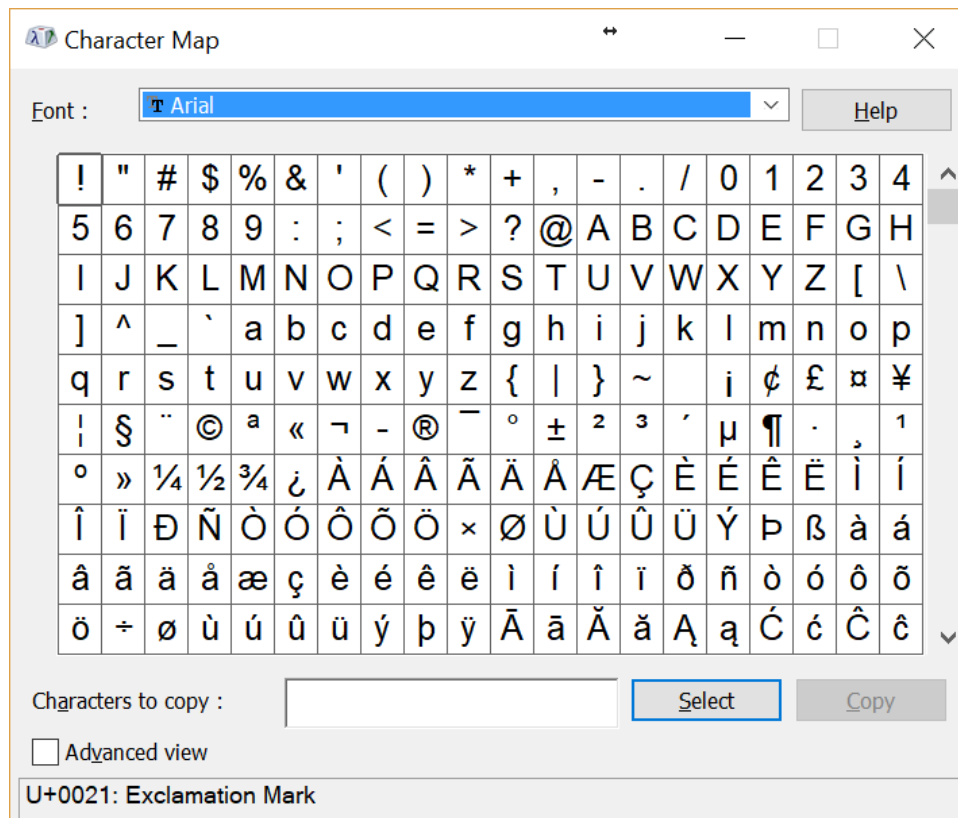 Character Map
Font : Arial Help
! " # $ % & ' ( ) * + , - . / 0 1 2 3 4
5 6 7 8 9 : ; < = > ? @ A B C D E F G H
I J K L M N O P Q R S T U V W X Y Z [ \
] ^ _ ` a b c d e f g h i j k l m n o p
q r s t u v w x y z { | } ~ ¡ ¢ £ ¤ ¥
¦ § ¨ © ª « ¬ - ® ¯ ° ± ² ³ ´ µ ¶ · ¸ ¹
º » ¼ ½ ¾ ¿ À Á Â Ã Ä Å Æ Ç È É Ê Ë Ì Í
Î Ï Ð Ñ Ò Ó Ô Õ Ö × Ø Ù Ú Û Ü Ý Þ ß à á
â ã ä å æ ç è é ê ë ì í î ï ð ñ ò ó ô õ
ö ÷ ø ù ú û ü ý þ ÿ Ā ā Ă ă Ą ą Ć ć Ĉ ĉ
Characters to copy : Select Copy
Advanced view
U+0021: Exclamation Mark